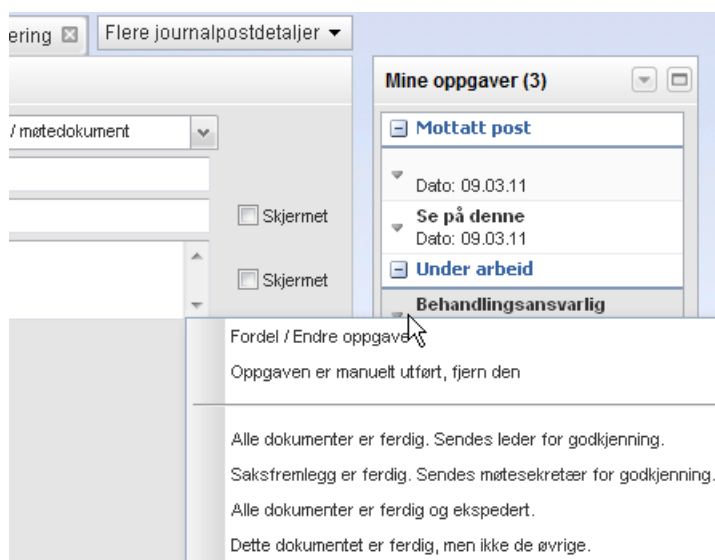 ering
Flere journalpostdetaljer
/ møtedokument
Skjermet
Skjermet
Mine oppgaver (3)
Mottatt post
Dato: 09.03.11
Se på denne
Dato: 09.03.11
Under arbeid
Behandlingsansvarlig
Fordel / Endre oppgave
Oppgaven er manuelt utført, fjern den
Alle dokumenter er ferdig. Sendes leder for godkjenning.
Saksfremlegg er ferdig. Sendes møtesekretær for godkjenning.
Alle dokumenter er ferdig og ekspedert.
Dette dokumentet er ferdig, men ikke de øvrige.